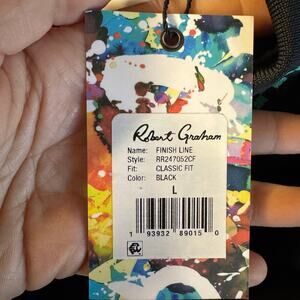 Robert Graham
Name: FINISH LINE
Style: RR247052CF
Fit: CLASSIC FIT
Color: BLACK
L
1 93932 89015 0